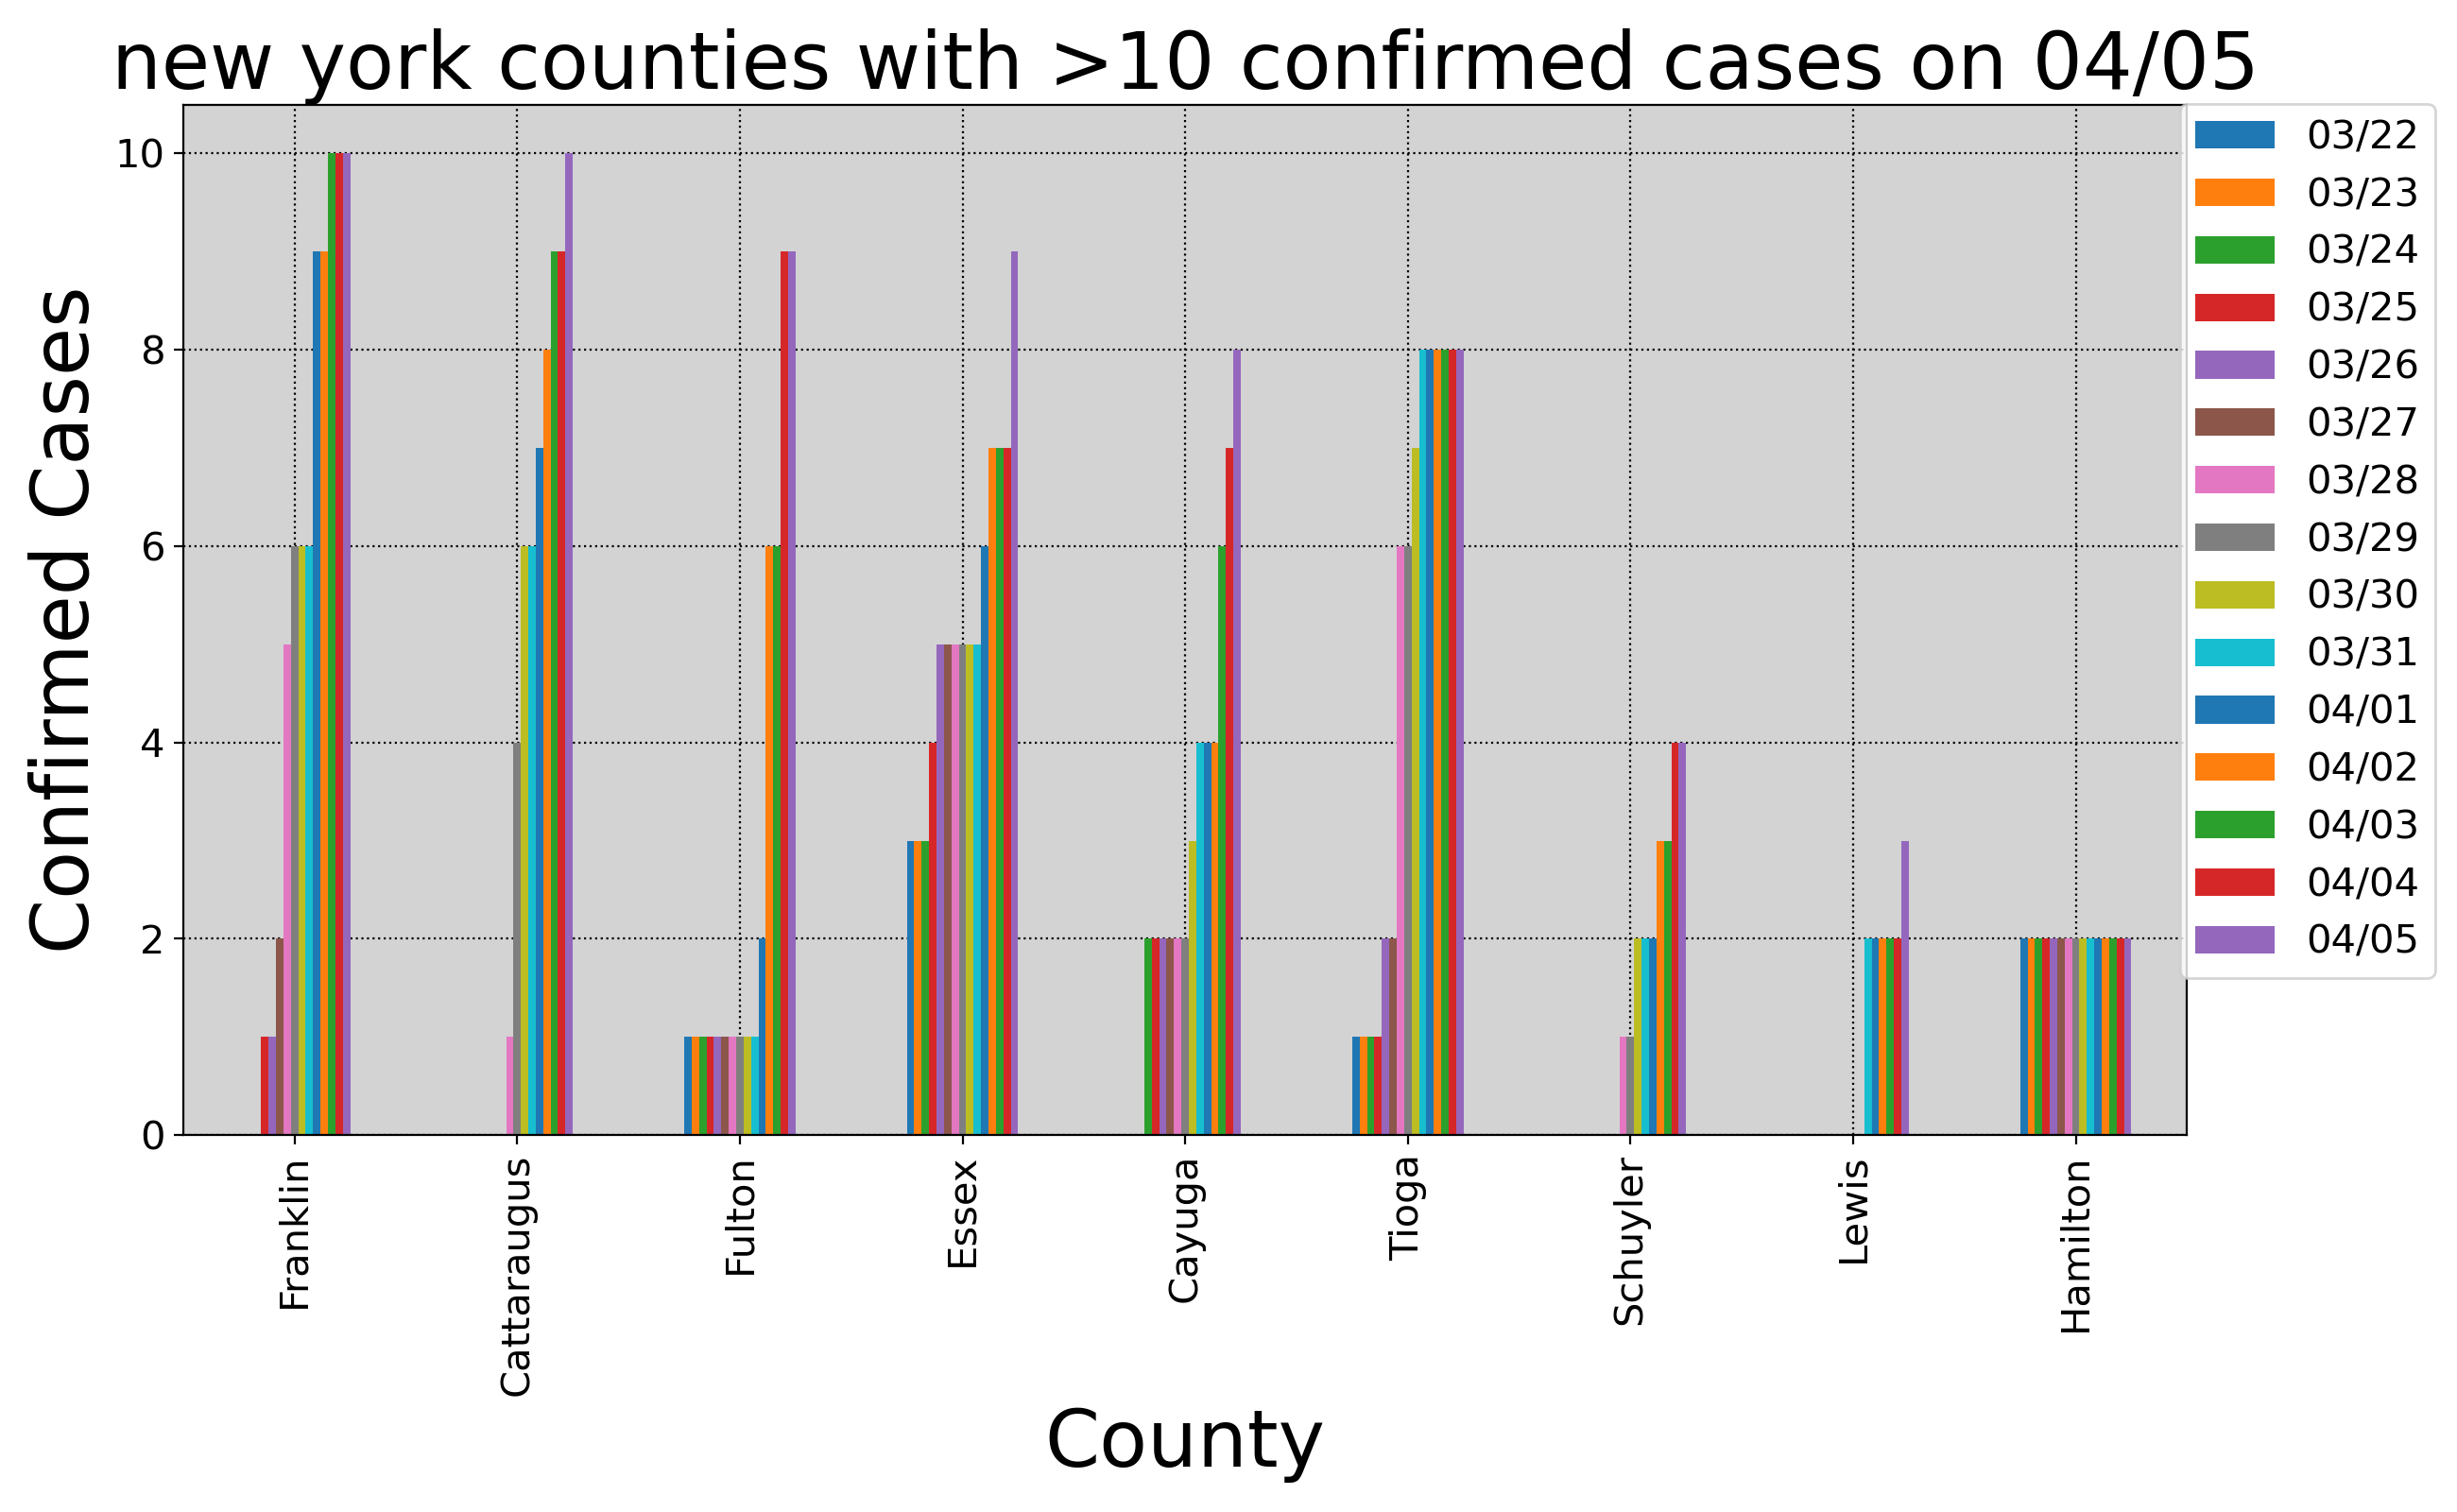 new york counties with >10 confirmed cases on 04/05
Confirmed Cases
10
8
6
4
2
0
Franklin
Cattaraugus
Fulton
Essex
Cayuga
Tioga
Schuyler
Lewis
Hamilton
County
03/22
03/23
03/24
03/25
03/26
03/27
03/28
03/29
03/30
03/31
04/01
04/02
04/03
04/04
04/05